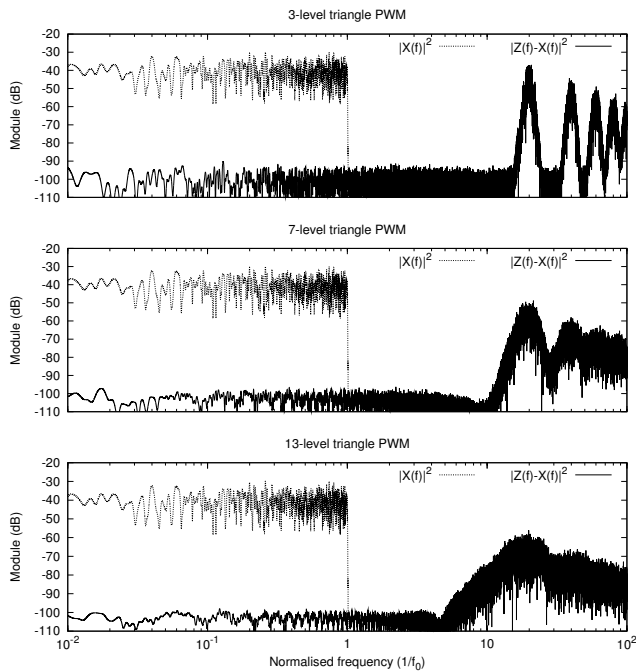 3-level triangle PWM
|X(f)|² |Z(f)-X(f)|²
Module (dB)
-20
-30
-40
-50
-60
-70
-80
-90
-100
-110
7-level triangle PWM
|X(f)|² |Z(f)-X(f)|²
Module (dB)
-20
-30
-40
-50
-60
-70
-80
-90
-100
-110
13-level triangle PWM
|X(f)|² |Z(f)-X(f)|²
Module (dB)
-20
-30
-40
-50
-60
-70
-80
-90
-100
-110
10⁻² 10⁻¹ 1 10 10²
Normalised frequency (1/f₀)